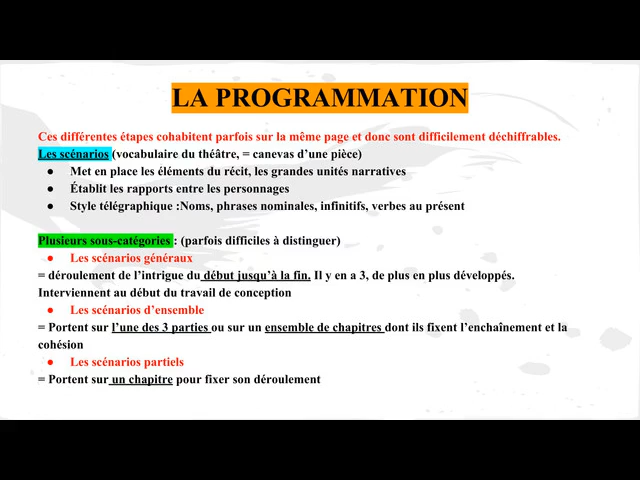 LA PROGRAMMATION
Ces différentes étapes cohabitent parfois sur la même page et donc sont difficilement déchiffrables.
Les scénarios (vocabulaire du théâtre, = canevas d'une pièce)
● Met en place les éléments du récit, les grandes unités narratives
● Établit les rapports entre les personnages
● Style télégraphique :Noms, phrases nominales, infinitifs, verbes au présent
Plusieurs sous-catégories : (parfois difficiles à distinguer)
● Les scénarios généraux
= déroulement de l'intrigue du début jusqu'à la fin. Il y en a 3, de plus en plus développés.
Interviennent au début du travail de conception
● Les scénarios d'ensemble
= Portent sur l'une des 3 parties ou sur un ensemble de chapitres dont ils fixent l'enchaînement et la
cohésion
● Les scénarios partiels
= Portent sur un chapitre pour fixer son déroulement